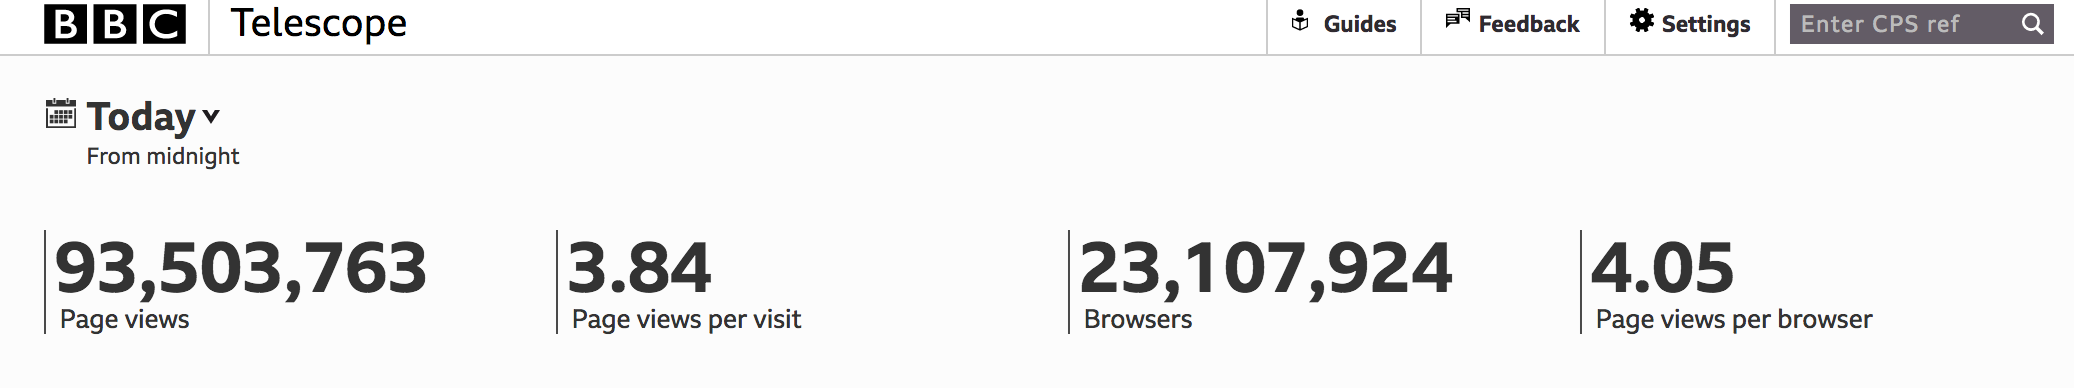 BBC Telescope Guides Feedback Settings Enter CPS ref
Today
From midnight
93,503,763 3.84 23,107,924 4.05
Page views Page views per visit Browsers Page views per browser